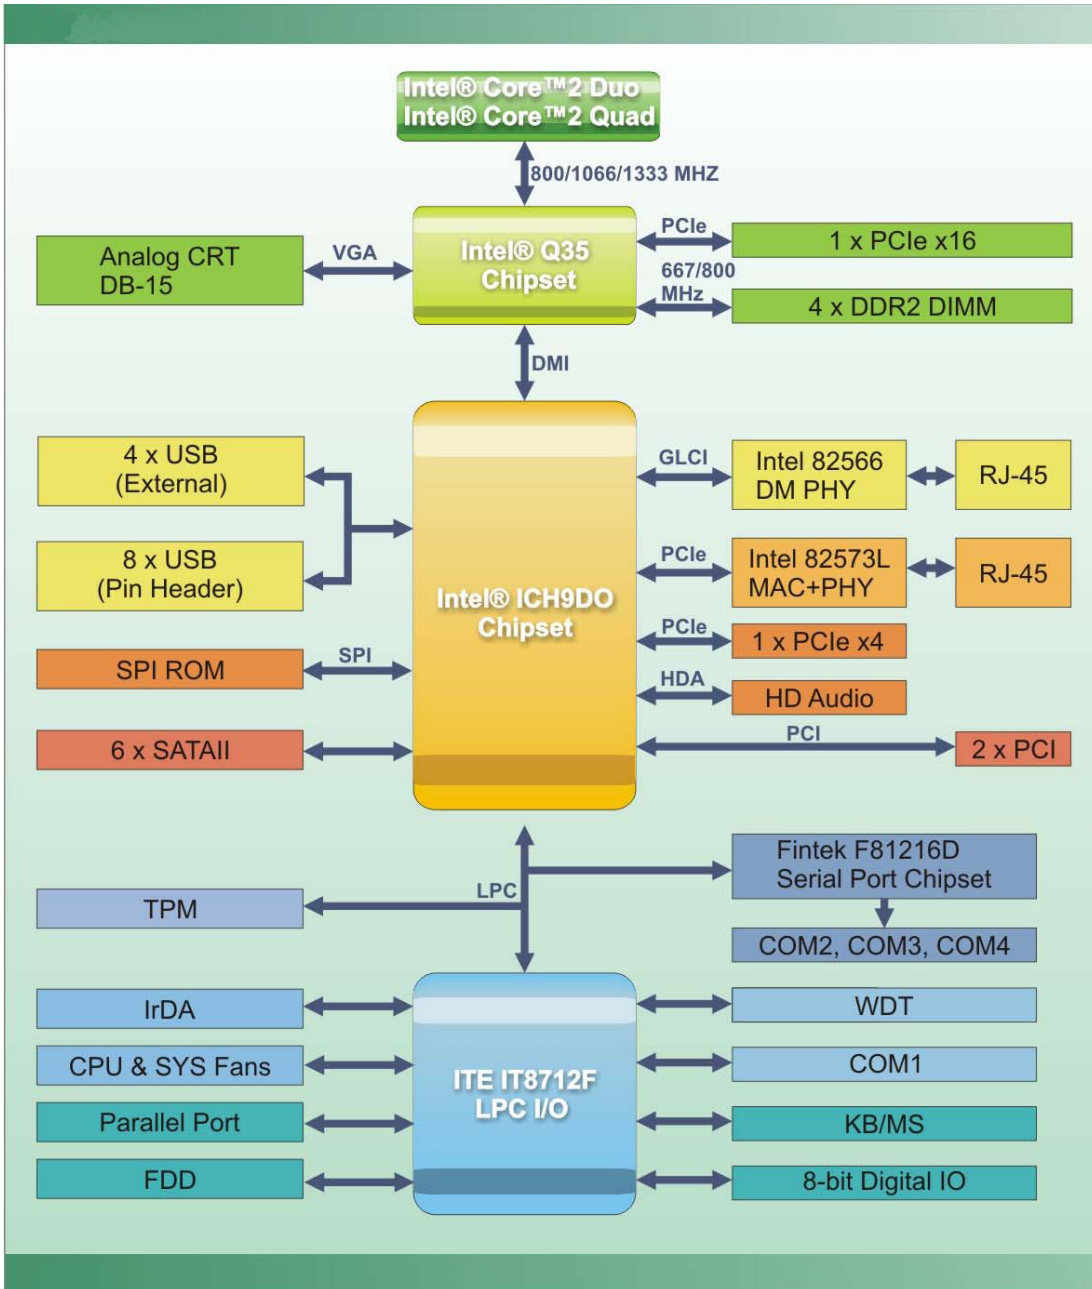 Intel® Core™2 Duo
Intel® Core™2 Quad
800/1066/1333 MHZ
Analog CRT
DB-15
VGA
Intel® Q35
Chipset
PCIe
1 x PCIe x16
667/800
MHz
4 x DDR2 DIMM
DMI
4 x USB
(External)
8 x USB
(Pin Header)
SPI ROM
SPI
6 x SATAII
Intel® ICH9DO
Chipset
GLCI
Intel 82566
DM PHY
RJ-45
PCIe
Intel 82573L
MAC+PHY
RJ-45
PCIe
1 x PCIe x4
HDA
HD Audio
PCI
2 x PCI
LPC
TPM
Fintek F81216D
Serial Port Chipset
COM2, COM3, COM4
IrDA
CPU & SYS Fans
Parallel Port
FDD
ITE IT8712F
LPC I/O
WDT
COM1
KB/MS
8-bit Digital IO